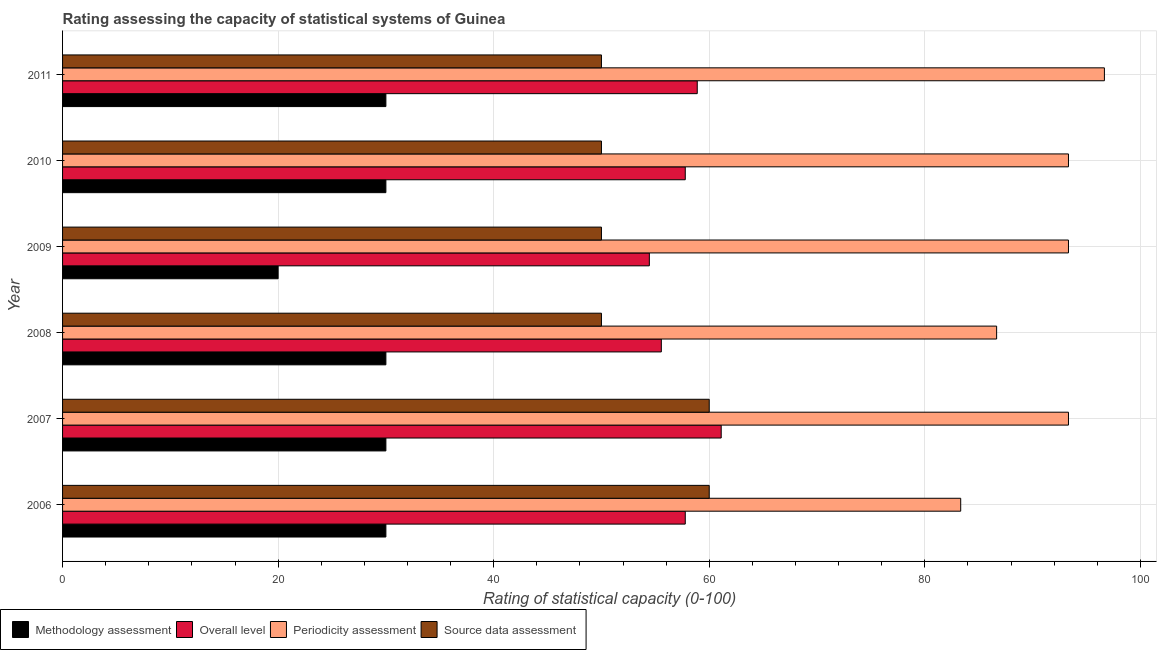 Rating assessing the capacity of statistical systems of Guinea
Year
2011
2010
2009
2008
2007
2006
0
20
40
60
80
100
Rating of statistical capacity (0-100)
Methodology assessment
Overall level
Periodicity assessment
Source data assessment